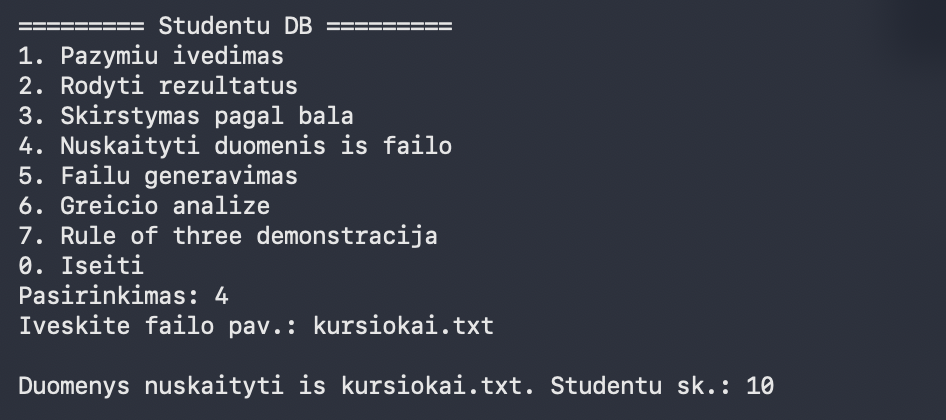 ========= Studentu DB =========
1. Pazymiu ivedimas
2. Rodyti rezultatus
3. Skirstymas pagal bala
4. Nuskaityti duomenis is failo
5. Failu generavimas
6. Greicio analize
7. Rule of three demonstracija
0. Iseiti
Pasirinkimas: 4
Iveskite failo pav.: kursiokai.txt
Duomenys nuskaityti is kursiokai.txt. Studentu sk.: 10